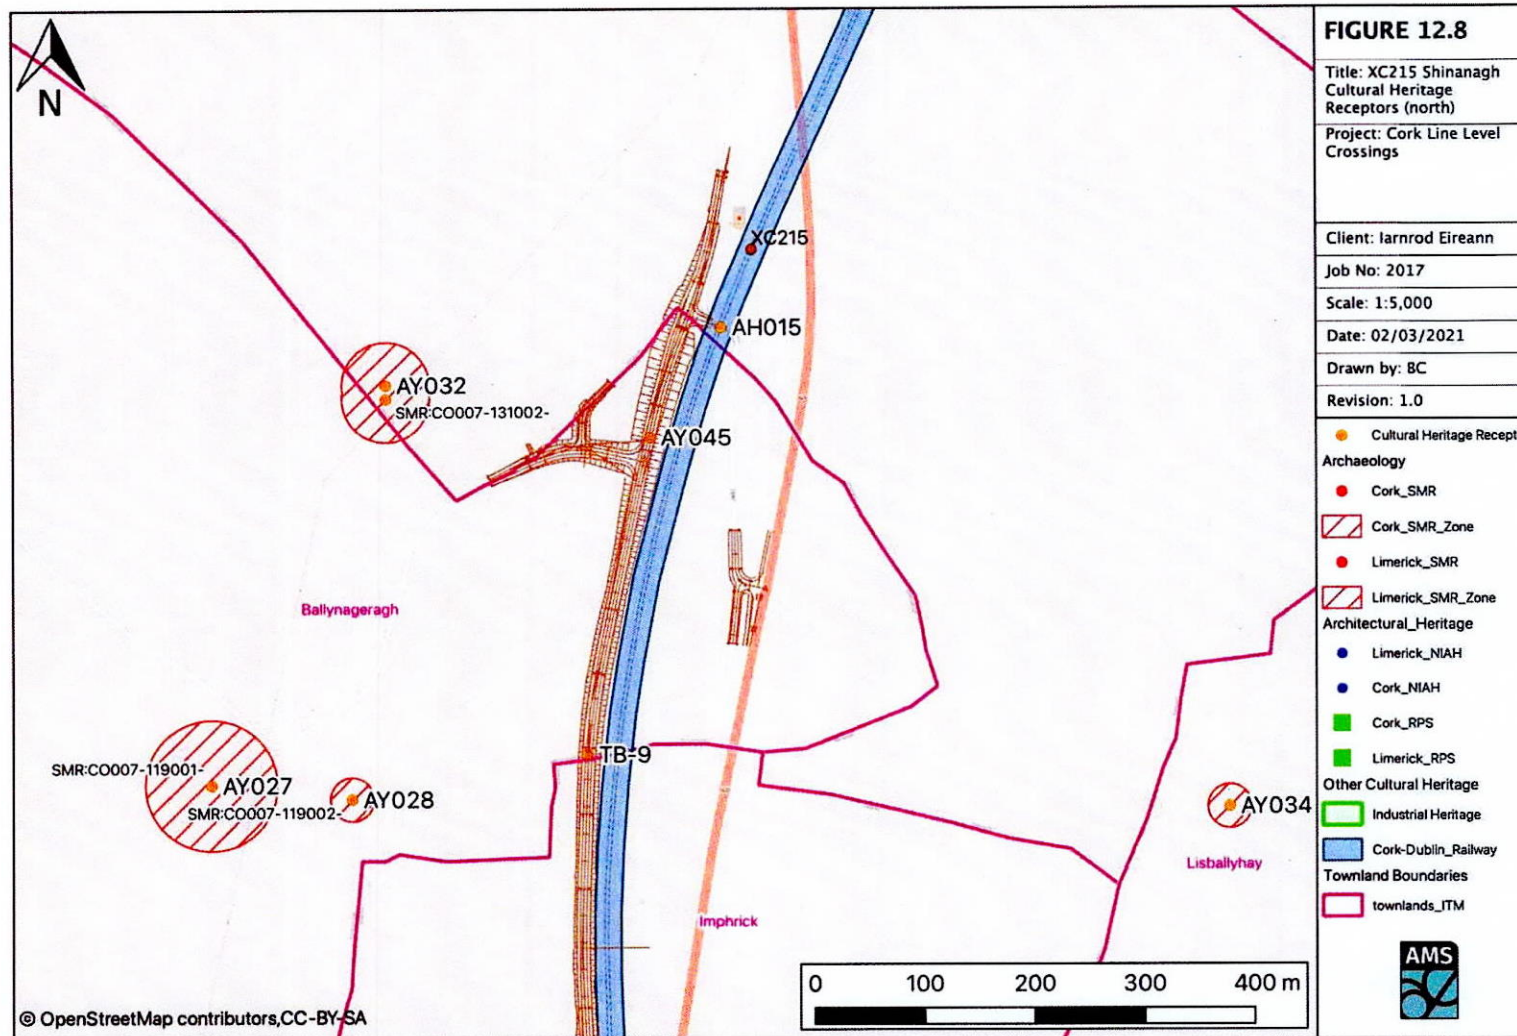 N
XC215
AH015
AY032
SMR:CO007-131002-
AY045
Ballynageragh
TB-9
SMR:CO007-119001-
AY027
SMR:CO007-119002-
AY028
AY034
Lisballyhay
Imphrick
0 100 200 300 400 m
© OpenStreetMap contributors,CC-BY-SA
FIGURE 12.8
Title: XC215 Shinanagh
Cultural Heritage
Receptors (north)
Project: Cork Line Level
Crossings
Client: Iarnrod Eireann
Job No: 2017
Scale: 1:5,000
Date: 02/03/2021
Drawn by: BC
Revision: 1.0
Cultural Heritage Recept
Archaeology
Cork_SMR
Cork_SMR_Zone
Limerick_SMR
Limerick_SMR_Zone
Architectural_Heritage
Limerick_NIAH
Cork_NIAH
Cork_RPS
Limerick_RPS
Other Cultural Heritage
Industrial Heritage
Cork-Dublin_Railway
Townland Boundaries
townlands_ITM
AMS